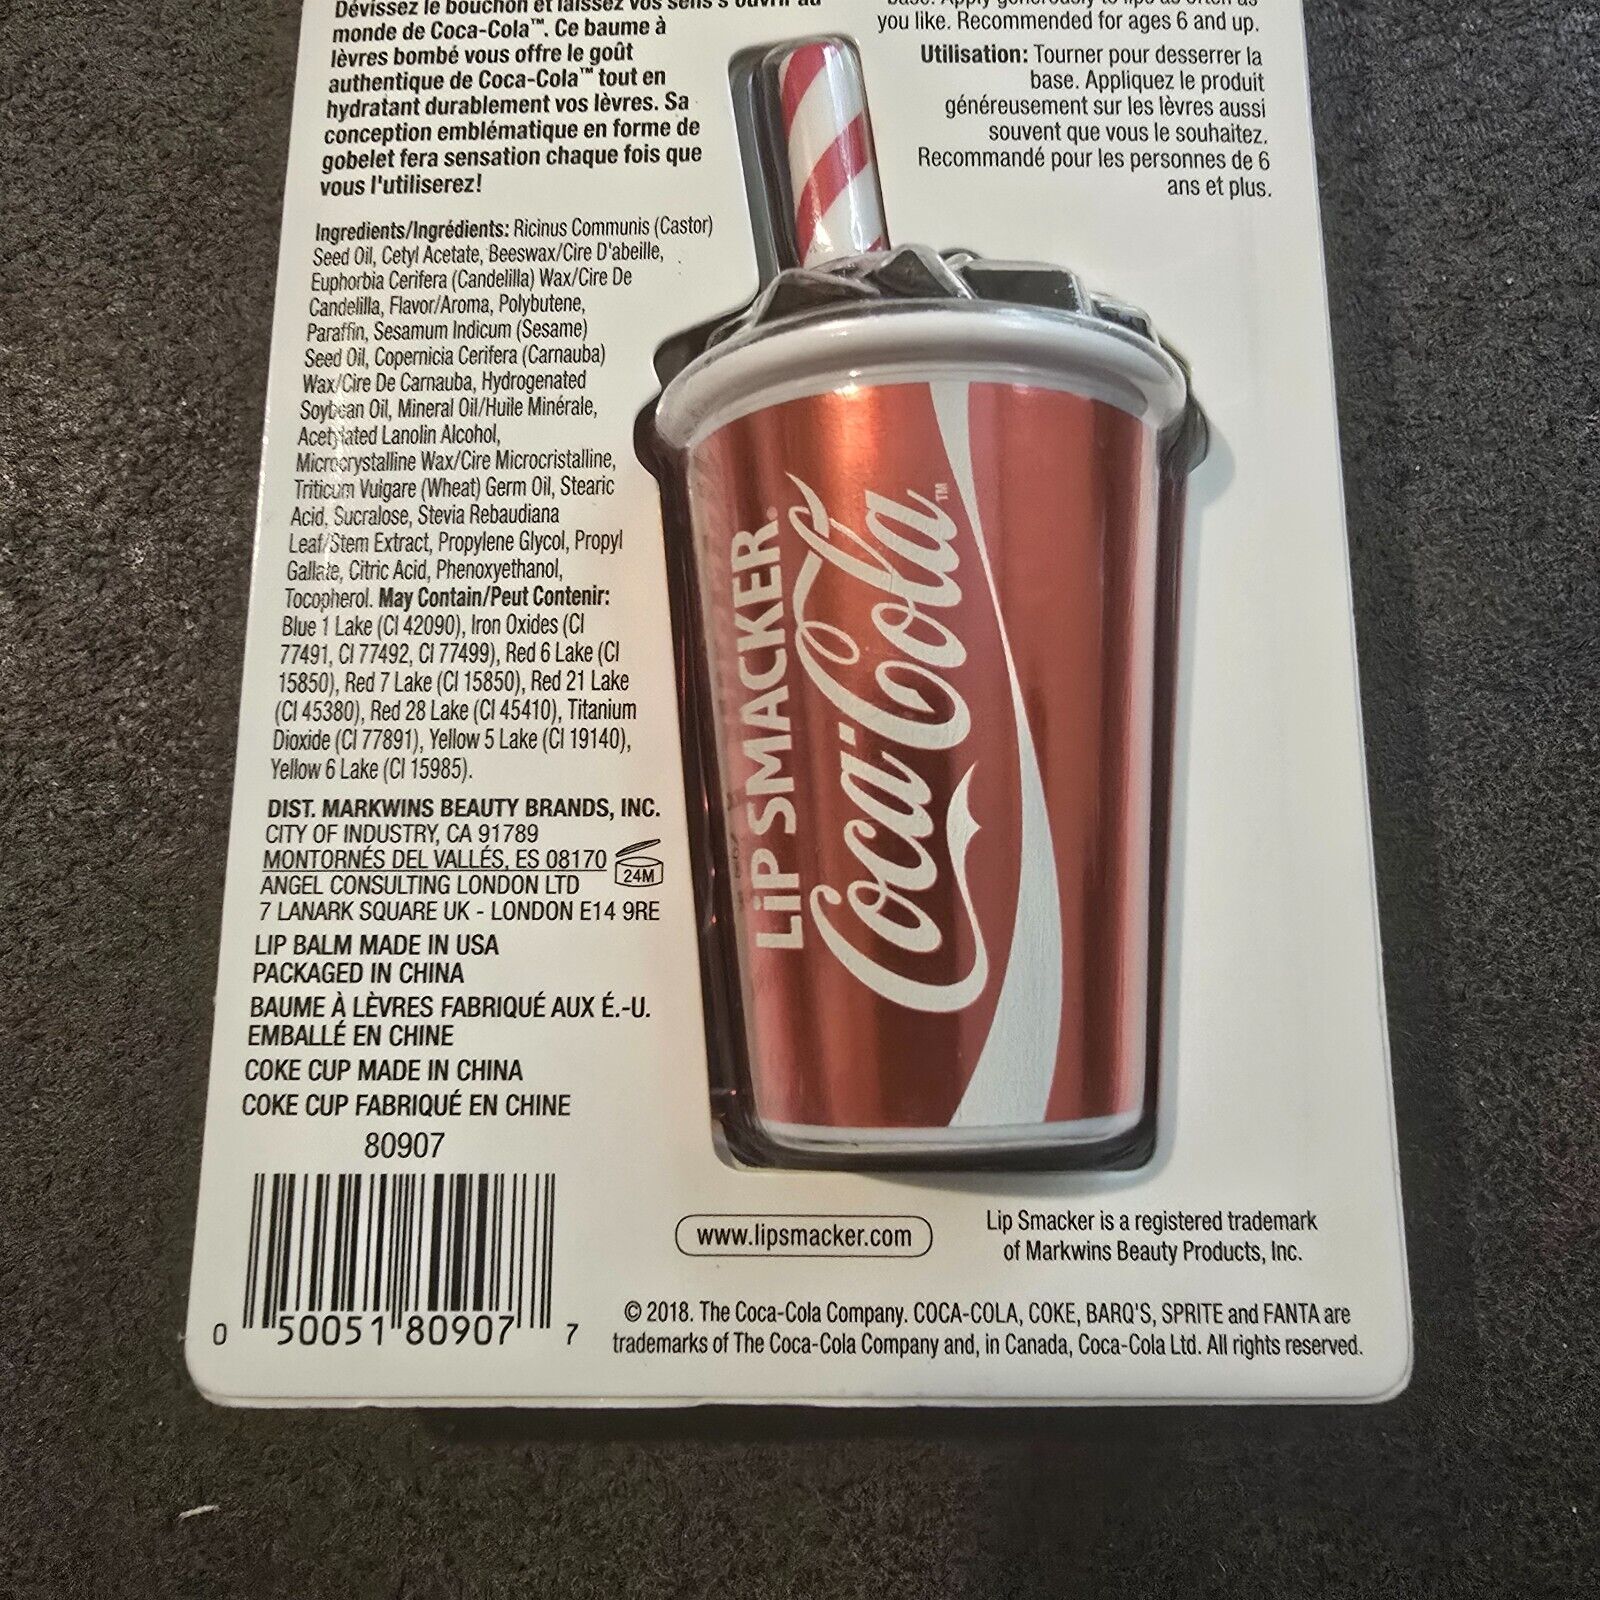 Dévissez le bouchon et laissez vos sens s'ouvrir au
monde de Coca-Cola™. Ce baume à
lèvres bombé vous offre le goût
authentique de Coca-Cola™ tout en
hydratant durablement vos lèvres. Sa
conception emblématique en forme de
gobelet fera sensation chaque fois que
vous l'utiliserez!
base. Apply generously to lips as often as
you like. Recommended for ages 6 and up.
Utilisation: Tourner pour desserrer la
base. Appliquez le produit
généreusement sur les lèvres aussi
souvent que vous le souhaitez.
Recommandé pour les personnes de 6
ans et plus.
Ingredients/Ingrédients: Ricinus Communis (Castor)
Seed Oil, Cetyl Acetate, Beeswax/Cire D'abeille,
Euphorbia Cerifera (Candelilla) Wax/Cire De
Candelilla, Flavor/Aroma, Polybutene,
Paraffin, Sesamum Indicum (Sesame)
Seed Oil, Copernicia Cerifera (Carnauba)
Wax/Cire De Carnauba, Hydrogenated
Soybean Oil, Mineral Oil/Huile Minérale,
Acetylated Lanolin Alcohol,
Microcrystalline Wax/Cire Microcristalline,
Triticum Vulgare (Wheat) Germ Oil, Stearic
Acid, Sucralose, Stevia Rebaudiana
Leaf/Stem Extract, Propylene Glycol, Propyl
Gallate, Citric Acid, Phenoxyethanol,
Tocopherol. May Contain/Peut Contenir:
Blue 1 Lake (CI 42090), Iron Oxides (CI
77491, CI 77492, CI 77499), Red 6 Lake (CI
15850), Red 7 Lake (CI 15850), Red 21 Lake
(CI 45380), Red 28 Lake (CI 45410), Titanium
Dioxide (CI 77891), Yellow 5 Lake (CI 19140),
Yellow 6 Lake (CI 15985).
DIST. MARKWINS BEAUTY BRANDS, INC.
CITY OF INDUSTRY, CA 91789
MONTORNÉS DEL VALLÉS, ES 08170
24M
ANGEL CONSULTING LONDON LTD
7 LANARK SQUARE UK - LONDON E14 9RE
LIP BALM MADE IN USA
PACKAGED IN CHINA
BAUME À LÈVRES FABRIQUÉ AUX É.-U.
EMBALLÉ EN CHINE
COKE CUP MADE IN CHINA
COKE CUP FABRIQUÉ EN CHINE
80907
0 50051 80907 7
LiP SMACKER®
Coca-Cola™
www.lipsmacker.com
Lip Smacker is a registered trademark
of Markwins Beauty Products, Inc.
© 2018. The Coca-Cola Company. COCA-COLA, COKE, BARQ'S, SPRITE and FANTA are
trademarks of The Coca-Cola Company and, in Canada, Coca-Cola Ltd. All rights reserved.